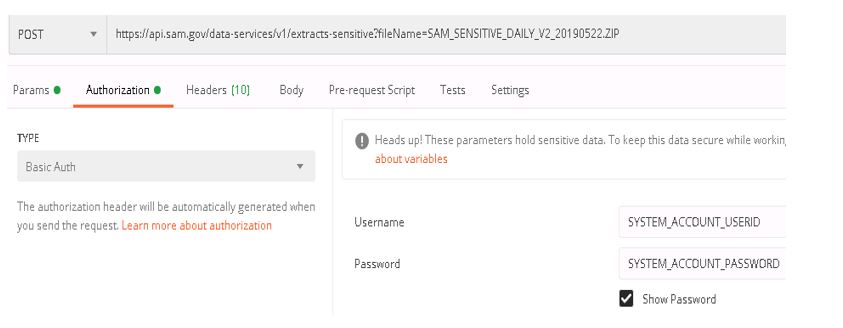 POST https://api.sam.gov/data-services/v1/extracts-sensitive?fileName=SAM_SENSITIVE_DAILY_V2_20190522.ZIP
Params Authorization Headers (10) Body Pre-request Script Tests Settings
TYPE
Basic Auth
The authorization header will be automatically generated when
you send the request. Learn more about authorization
Heads up! These parameters hold sensitive data. To keep this data secure while working
about variables
Username SYSTEM_ACCOUNT_USERID
Password SYSTEM_ACCOUNT_PASSWORD
Show Password